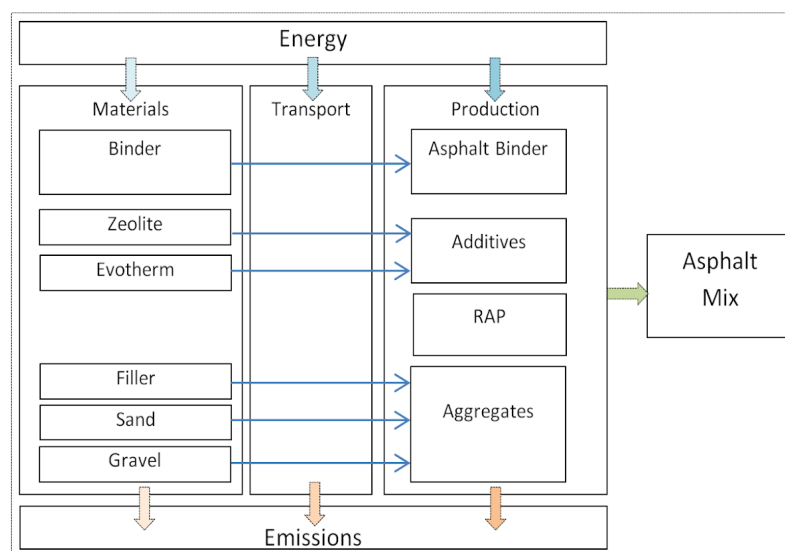 Energy
Materials
Transport
Production
Binder
Asphalt Binder
Zeolite
Additives
Evotherm
RAP
Asphalt
Mix
Filler
Sand
Aggregates
Gravel
Emissions